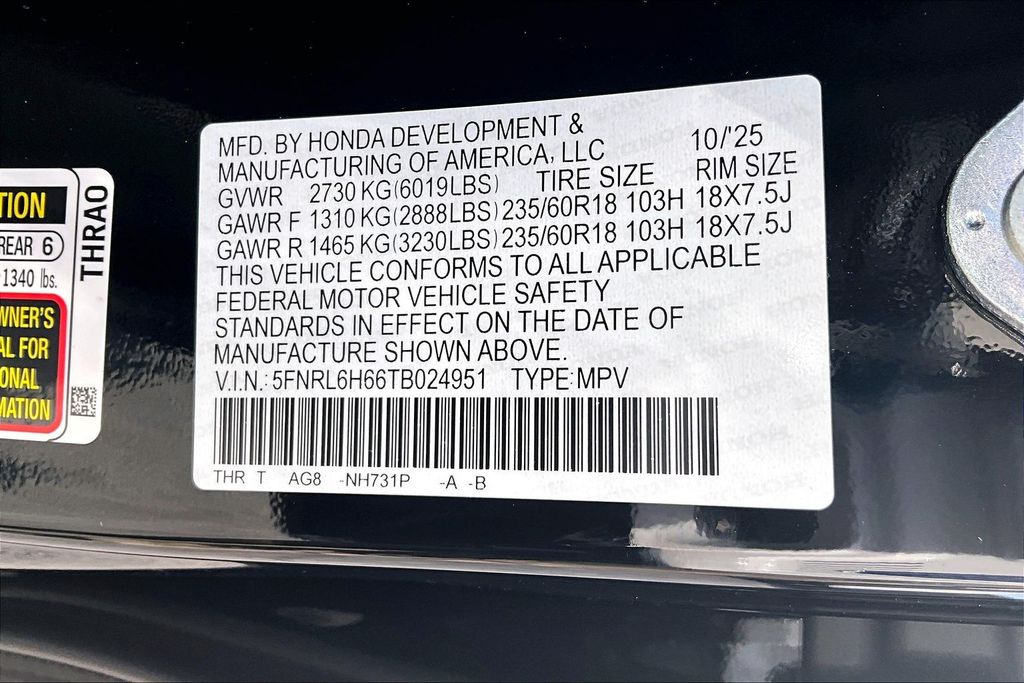 MFD. BY HONDA DEVELOPMENT &
MANUFACTURING OF AMERICA, LLC 10/'25
GVWR 2730 KG(6019LBS) TIRE SIZE RIM SIZE
GAWR F 1310 KG(2888LBS) 235/60R18 103H 18X7.5J
GAWR R 1465 KG(3230LBS) 235/60R18 103H 18X7.5J
THIS VEHICLE CONFORMS TO ALL APPLICABLE
FEDERAL MOTOR VEHICLE SAFETY
STANDARDS IN EFFECT ON THE DATE OF
MANUFACTURE SHOWN ABOVE.
V.I.N.: 5FNRL6H66TB024951 TYPE: MPV
THR T AG8 -NH731P -A -B
TION
REAR 6
1340 lbs.
WNER'S
AL FOR
ONAL
MATION
THRAO